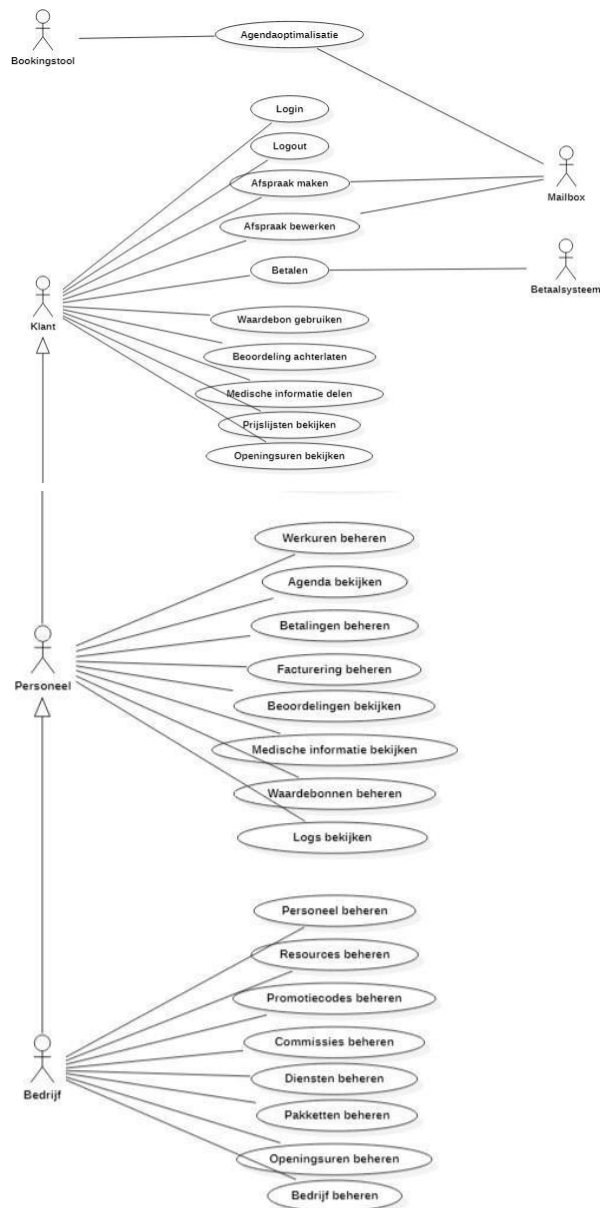 Bookingstool
Agendaoptimalisatie
Login
Logout
Afspraak maken
Afspraak bewerken
Mailbox
Betalen
Betaalsysteem
Klant
Waardebon gebruiken
Beoordeling achterlaten
Medische informatie delen
Prijslijsten bekijken
Openingsuren bekijken
Werkuren beheren
Agenda bekijken
Betalingen beheren
Facturering beheren
Personeel
Beoordelingen bekijken
Medische informatie bekijken
Waardebonnen beheren
Logs bekijken
Personeel beheren
Resources beheren
Promotiecodes beheren
Commissies beheren
Diensten beheren
Bedrijf
Pakketten beheren
Openingsuren beheren
Bedrijf beheren